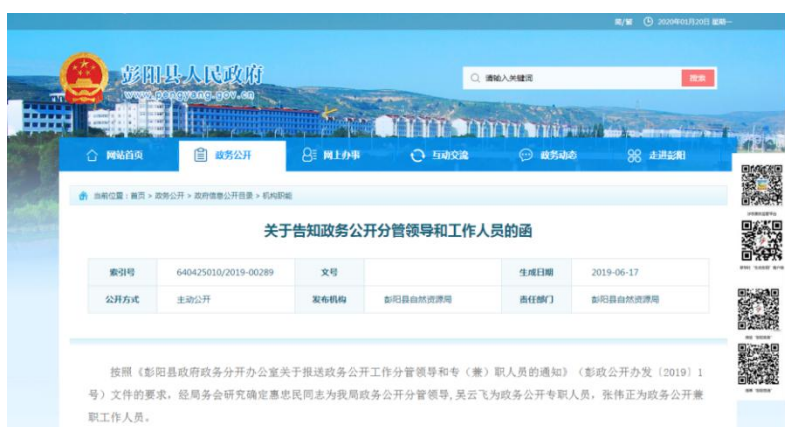 简/繁 2020年01月20日 星期一
彭阳县人民政府
www.pengyang.gov.cn
请输入关键词 搜索
网站首页 政务公开 网上办事 互动交流 政务动态 走进彭阳
当前位置：首页 > 政务公开 > 政府信息公开目录 > 机构职能
关于告知政务公开分管领导和工作人员的函
索引号 640425010/2019-00289 文号 生成日期 2019-06-17
公开方式 主动公开 发布机构 彭阳县自然资源局 责任部门 彭阳县自然资源局
按照《彭阳县政府政务分开办公室关于报送政务公开工作分管领导和专（兼）职人员的通知》（彭政公开办发〔2019〕1
号）文件的要求，经局务会研究确定惠忠民同志为我局政务公开分管领导,吴云飞为政务公开专职人员，张伟正为政务公开兼
职工作人员。